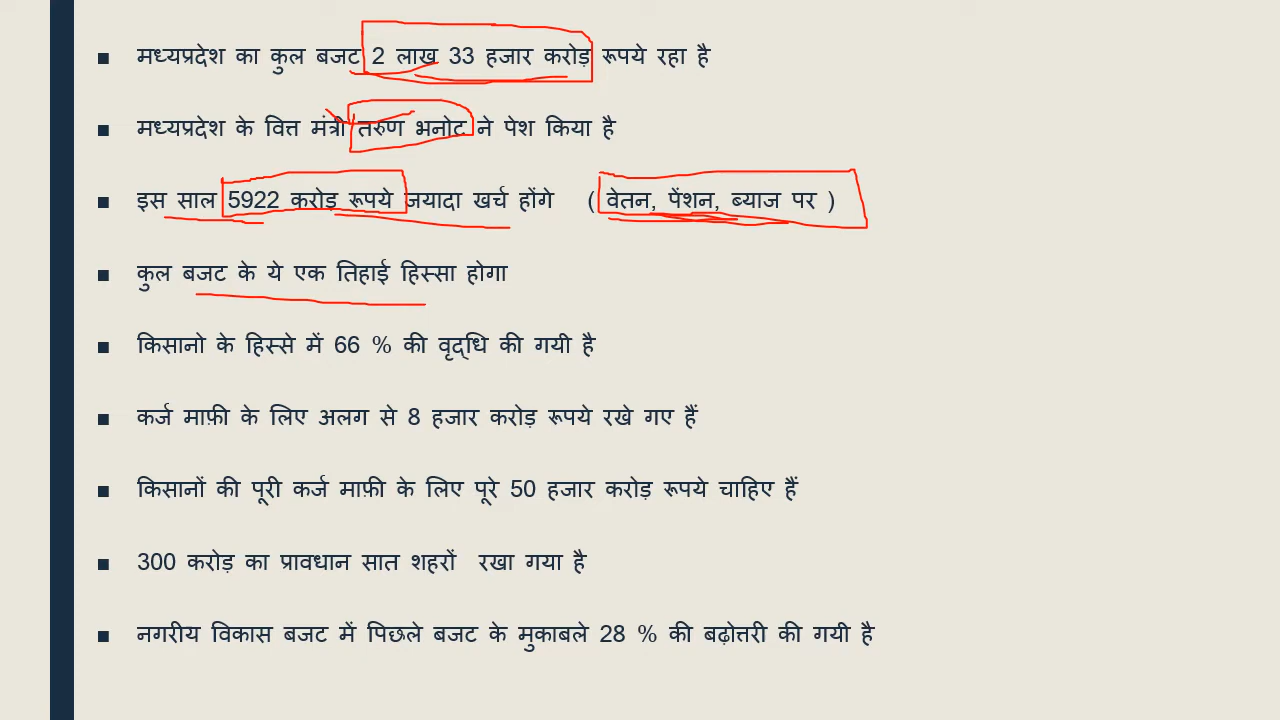 ▪ मध्यप्रदेश का कुल बजट 2 लाख 33 हजार करोड़ रूपये रहा है
▪ मध्यप्रदेश के वित्त मंत्री तरुण भनोट ने पेश किया है
▪ इस साल 5922 करोड़ रूपये जयादा खर्च होंगे ( वेतन, पेंशन, ब्याज पर )
▪ कुल बजट के ये एक तिहाई हिस्सा होगा
▪ किसानो के हिस्से में 66 % की वृद्धि की गयी है
▪ कर्ज माफ़ी के लिए अलग से 8 हजार करोड़ रूपये रखे गए हैं
▪ किसानों की पूरी कर्ज माफ़ी के लिए पूरे 50 हजार करोड़ रूपये चाहिए हैं
▪ 300 करोड़ का प्रावधान सात शहरों रखा गया है
▪ नगरीय विकास बजट में पिछले बजट के मुकाबले 28 % की बढ़ोत्तरी की गयी है